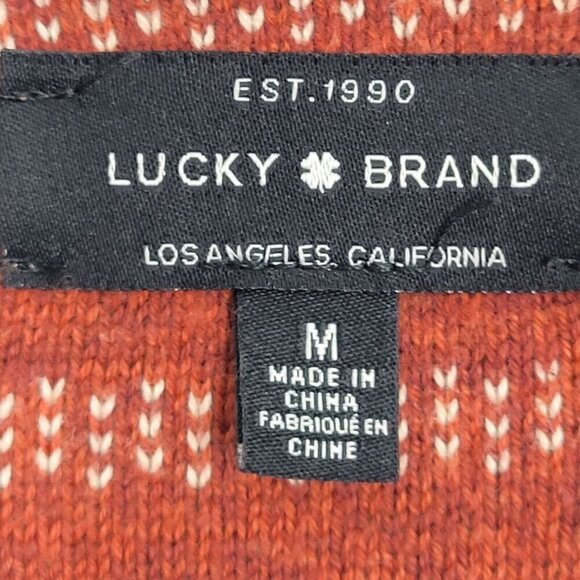 EST.1990
LUCKY BRAND
LOS ANGELES, CALIFORNIA
M
MADE IN
CHINA
FABRIQUÉ EN
CHINE